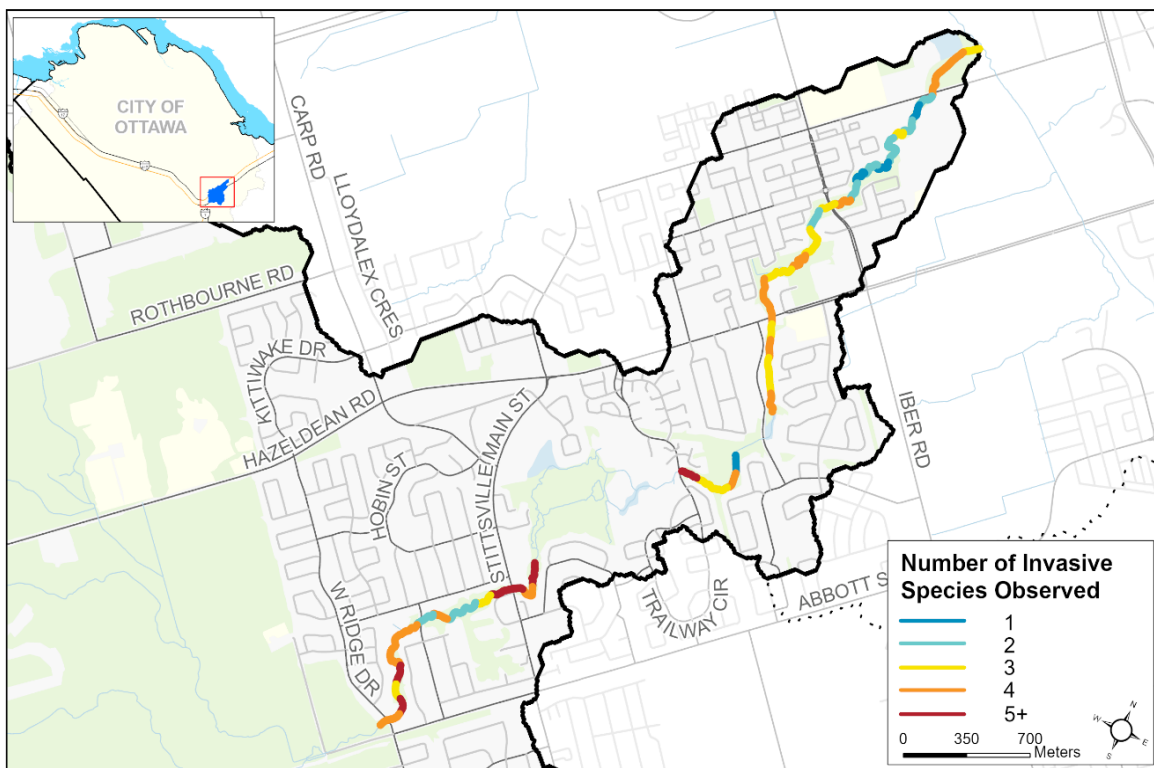 CITY OF
OTTAWA
CARP RD
LLOYDALEX CRES
ROTHBOURNE RD
KITTIWAKE DR
HAZELDEAN RD
STITTSVILLE MAIN ST
HOBIN ST
W RIDGE DR
TRAILWAY CIR
IBER RD
ABBOTT S
Number of Invasive
Species Observed
1
2
3
4
5+
0 350 700
Meters
N
W
E
S